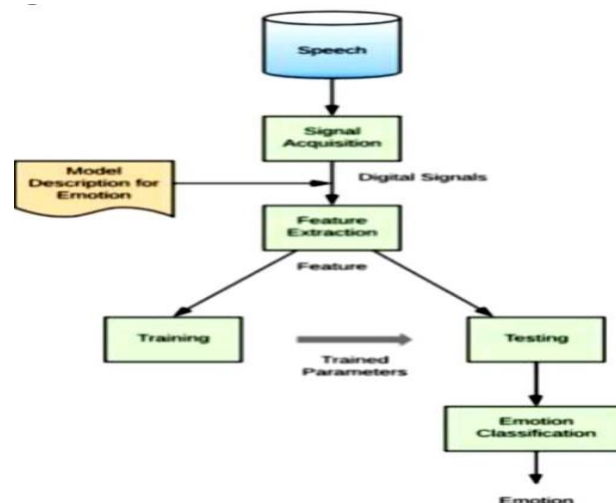 Speech
Signal
Acquisition
Model
Description for
Emotion
Digital Signals
Feature
Extraction
Feature
Training
Testing
Trained
Parameters
Emotion
Classification
Emotion